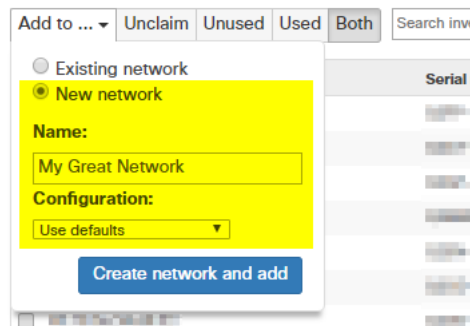 Add to ... Unclaim Unused Used Both Search inv
Existing network
New network
Serial
Name:
My Great Network
Configuration:
Use defaults
Create network and add